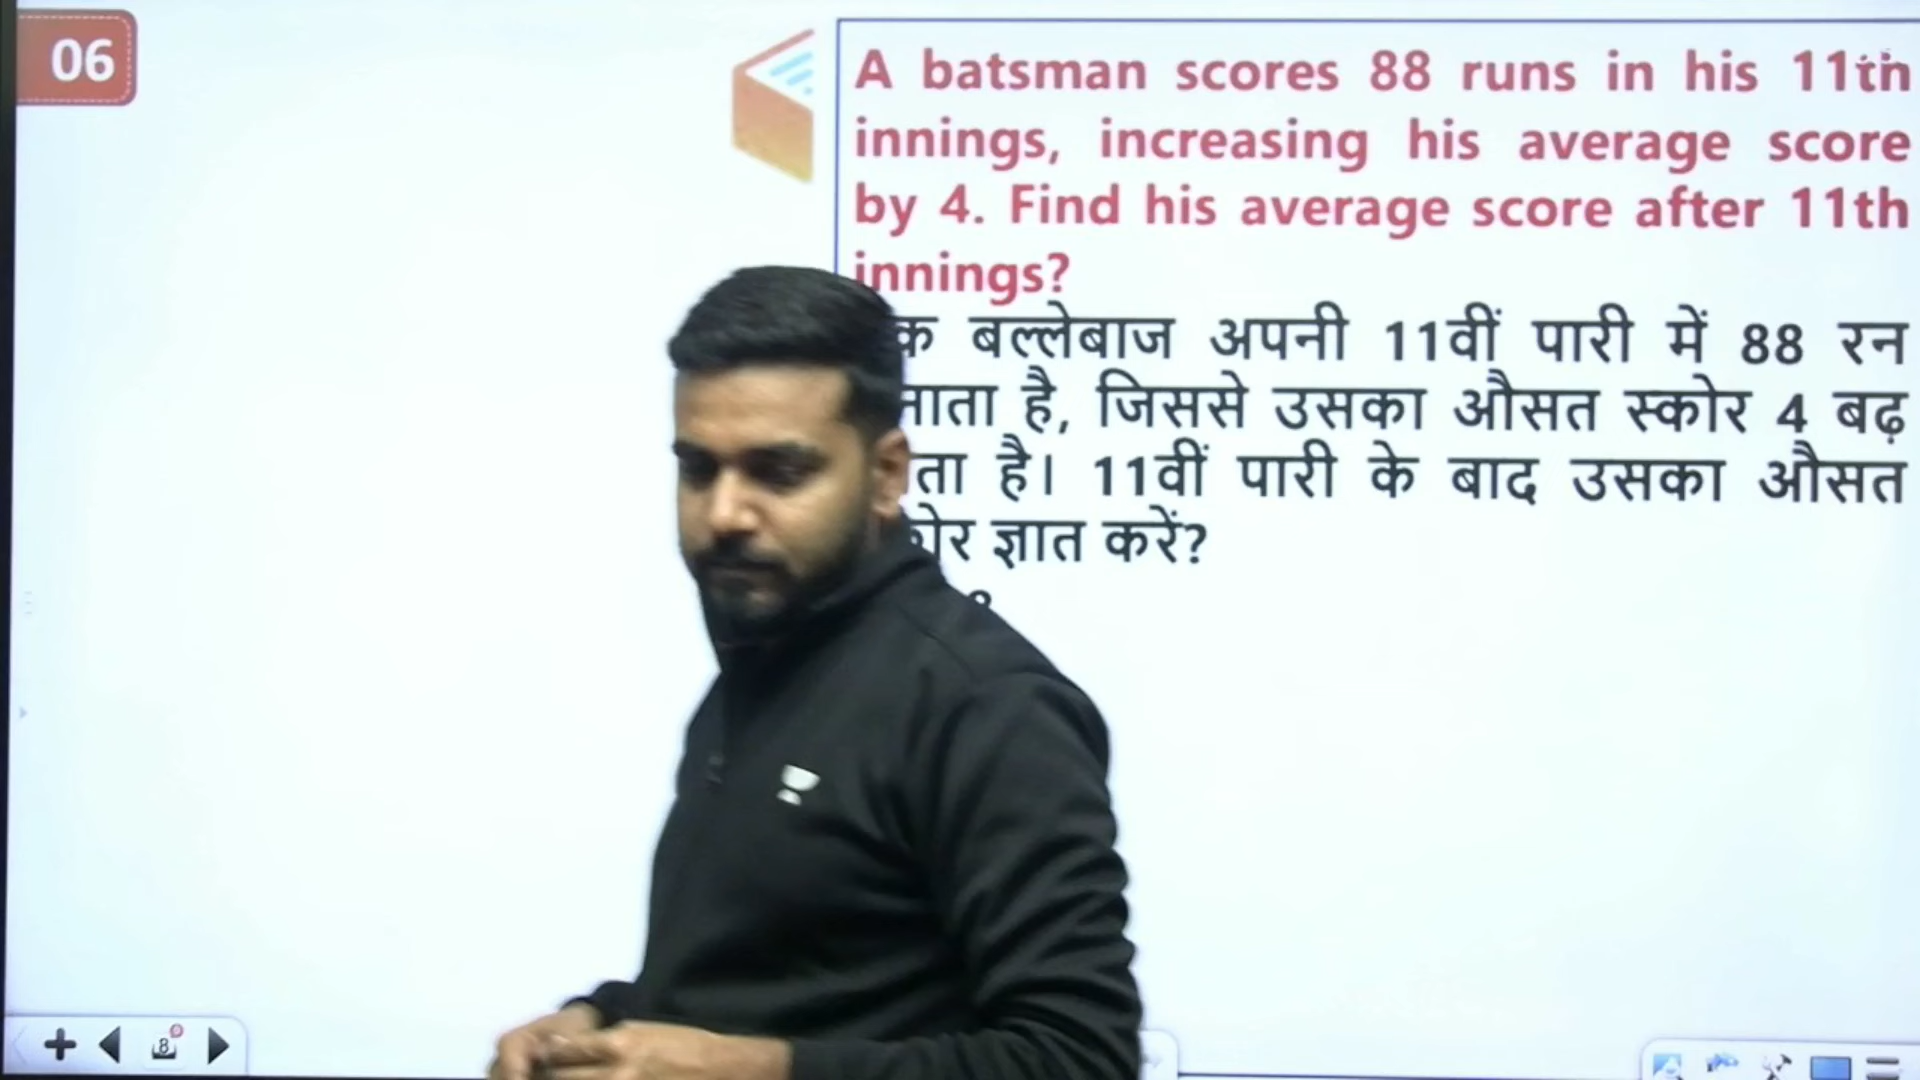 06
A batsman scores 88 runs in his 11th
innings, increasing his average score
by 4. Find his average score after 11th
innings?
बल्लेबाज अपनी 11वीं पारी में 88 रन
है, जिससे उसका औसत स्कोर 4 बढ़
है। 11वीं पारी के बाद उसका औसत
ज्ञात करें?
8